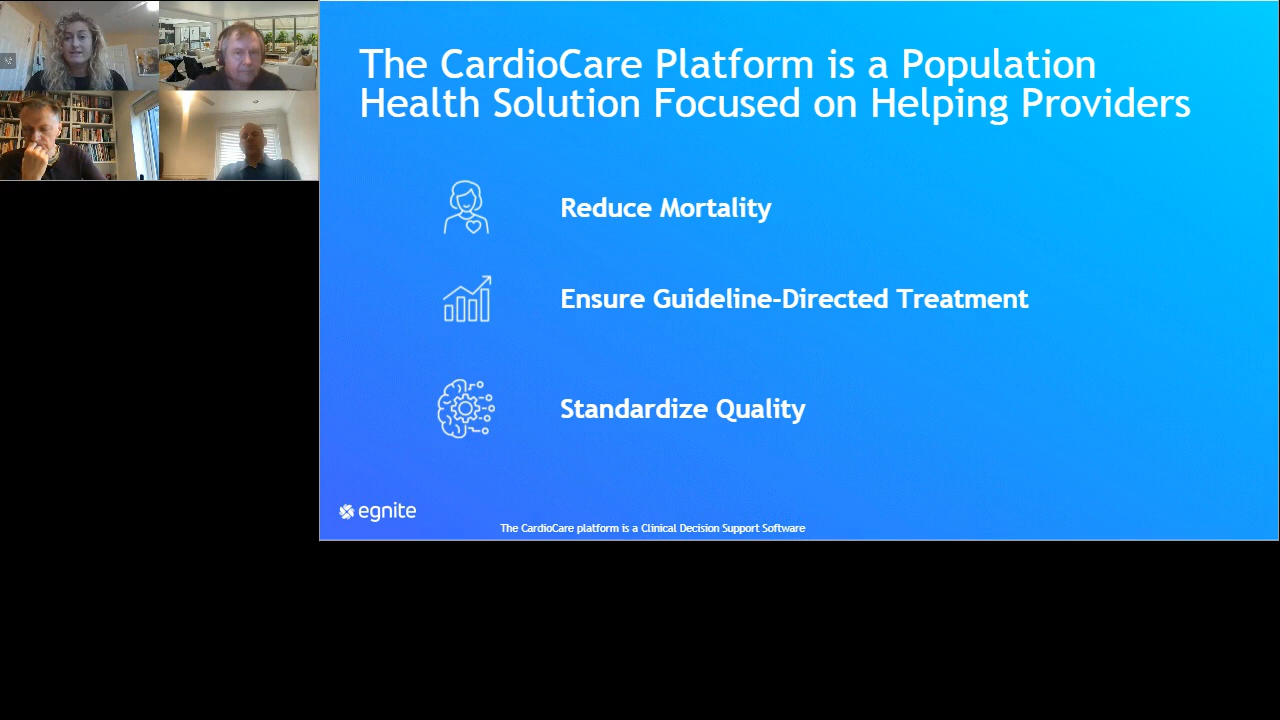 The CardioCare Platform is a Population
Health Solution Focused on Helping Providers
Reduce Mortality
Ensure Guideline-Directed Treatment
Standardize Quality
egnite
The CardioCare platform is a Clinical Decision Support Software